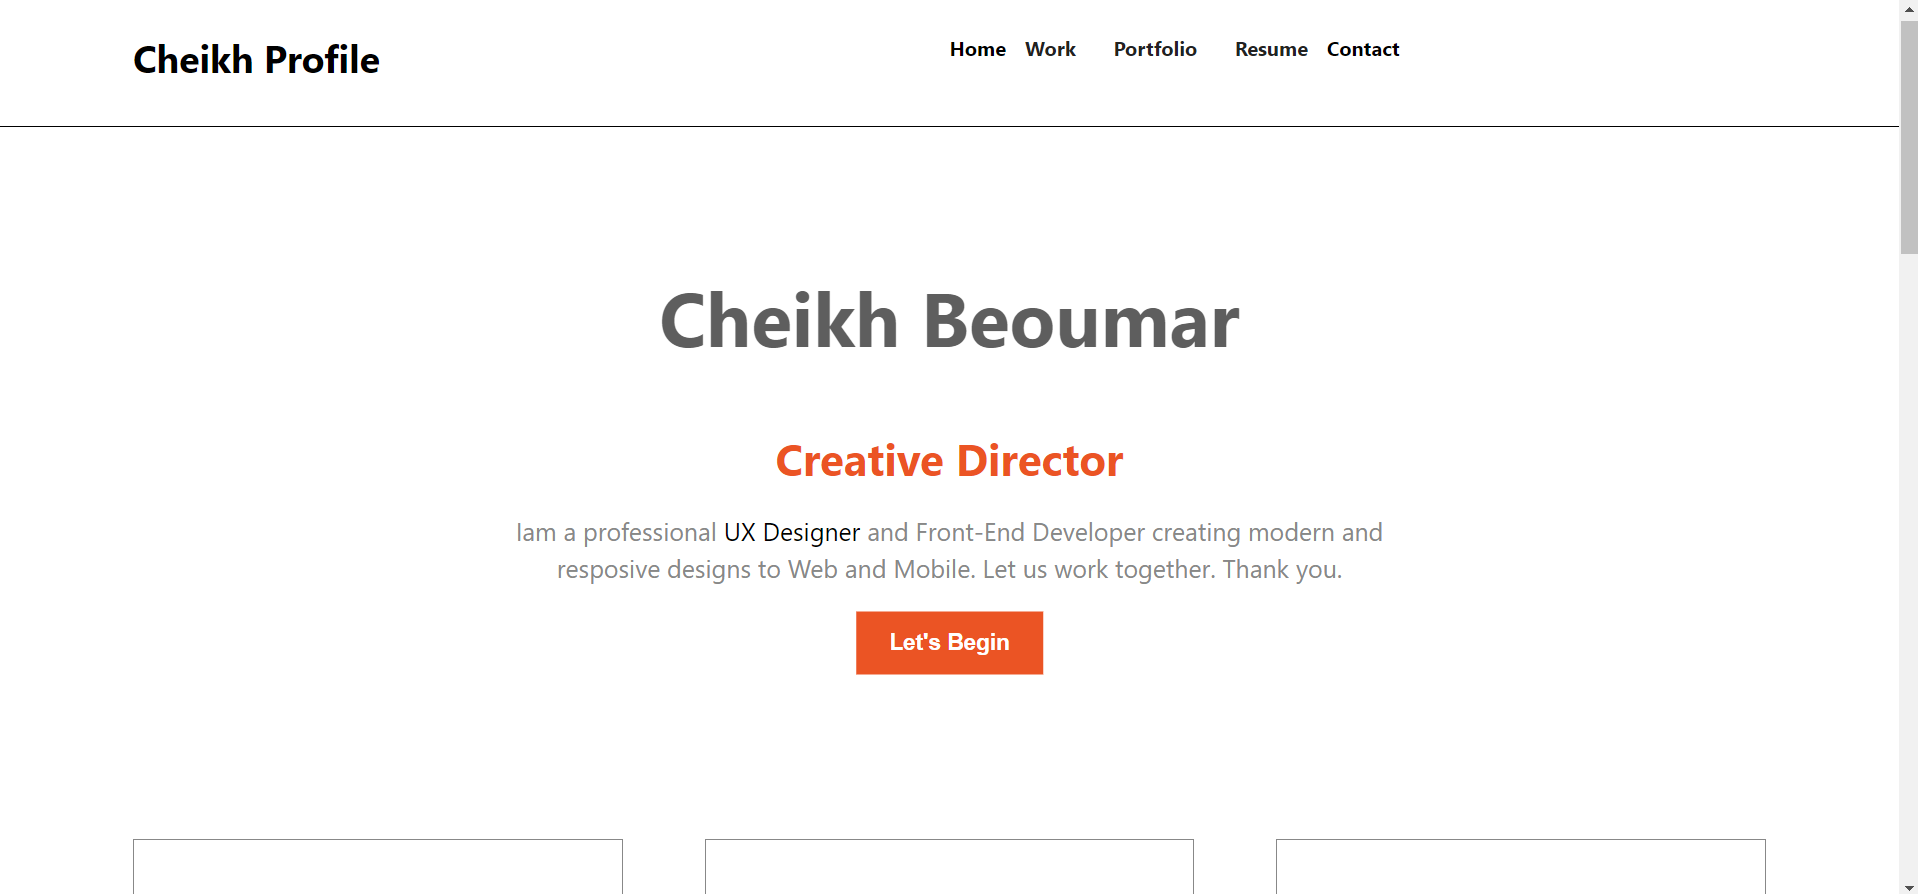 Cheikh Profile
Home Work Portfolio Resume Contact
Cheikh Beoumar
Creative Director
Iam a professional UX Designer and Front-End Developer creating modern and
resposive designs to Web and Mobile. Let us work together. Thank you.
Let's Begin